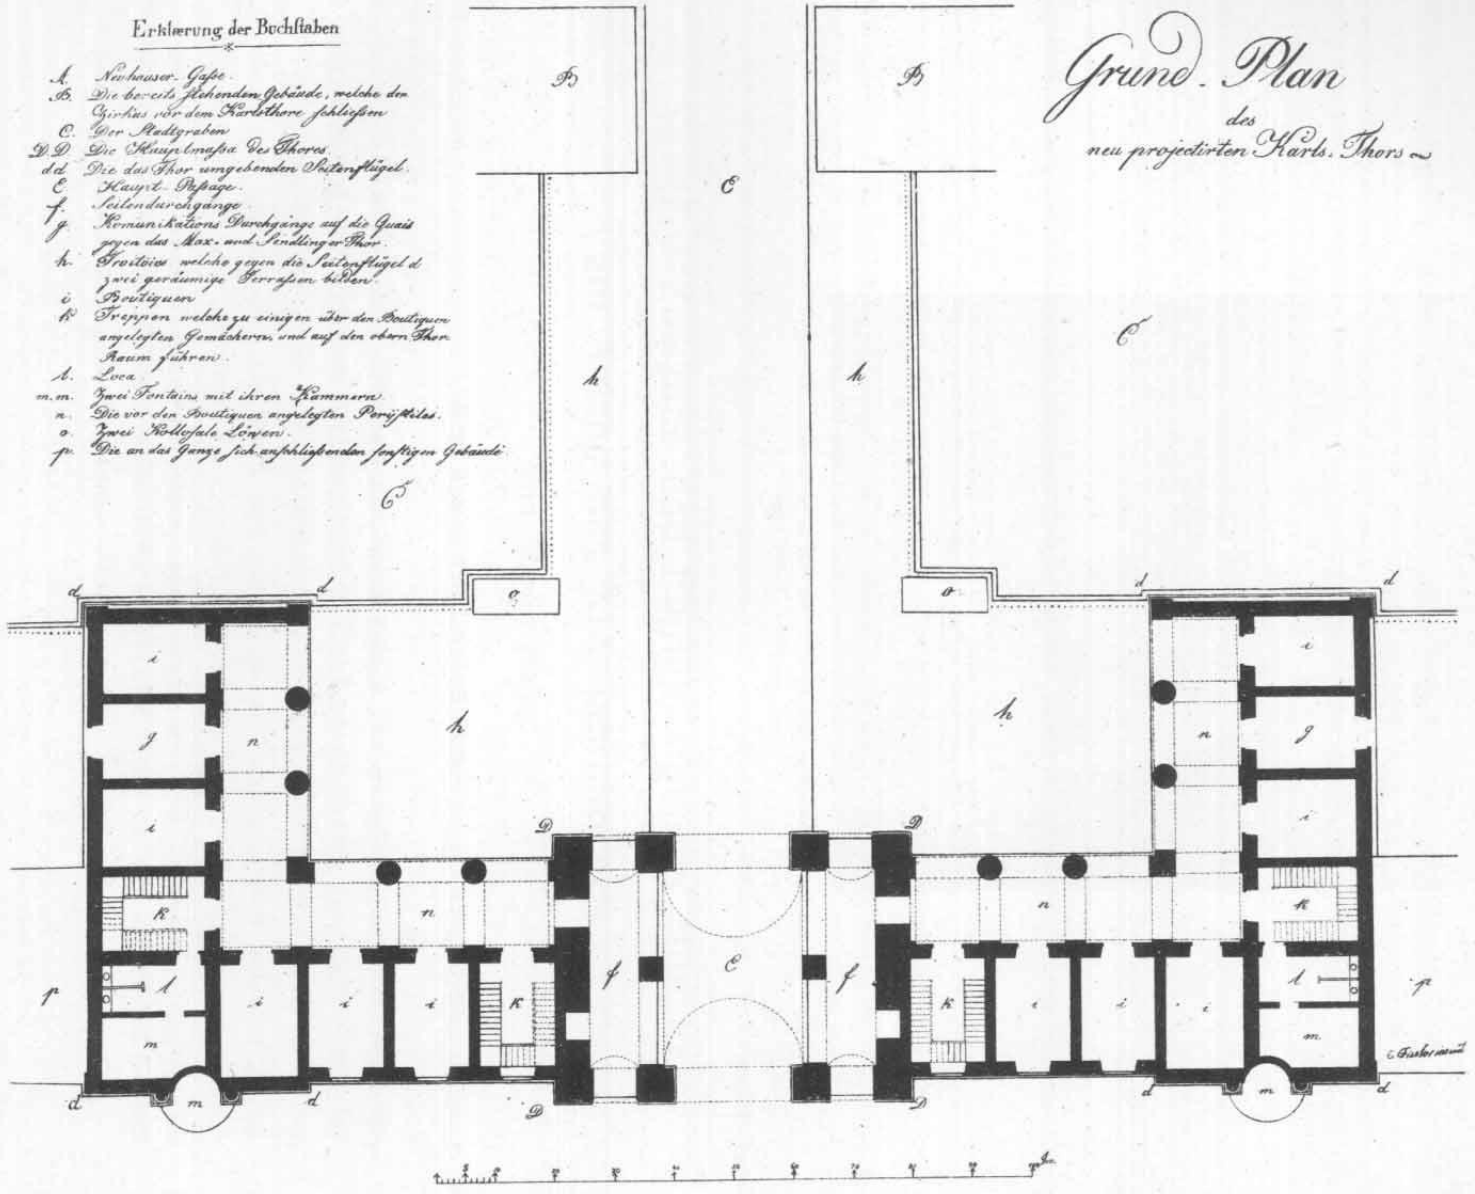 Erklærung der Buchstaben
A. Neuhauser-Gaße.
B. Die bereits stehenden Gebäude, welche den
Zirkus vor dem Karlsthore schließen
C. Der Stadtgraben
D.D Die Hauptmaßa des Thores.
d d Die das Thor umgebenden Seitenflügel.
E Haupt-Paßage.
f. Seitendurchgänge.
g Komunikations Durchgänge auf die Quais
gegen das Max- und Sendlinger Thor.
h. Trottoirs welche gegen die Seitenflügel d
zwei geräumige Terraßen bilden.
i Boutiquen
k Treppen welche zu einigen über den Boutiquen
angelegten Gemächern, und auf den obern Thor
Raum führen.
l. Loca
m.m. Zwei Fontains mit ihren Kammern.
n. Die vor den Boutiquen angelegten Peristiles.
o. Zwei Kolloßale Löwen.
p. Die an das Ganze sich anschließenden sonstigen Gebäude
Grund-Plan
des
neu projectirten Karls-Thors
B B
E
C
h h
C
d d o o d d
i i
h h
g n n g
i i
D D
k n n k
f E f
p l i i i k k i i i l p
m m
d m d D D d m d